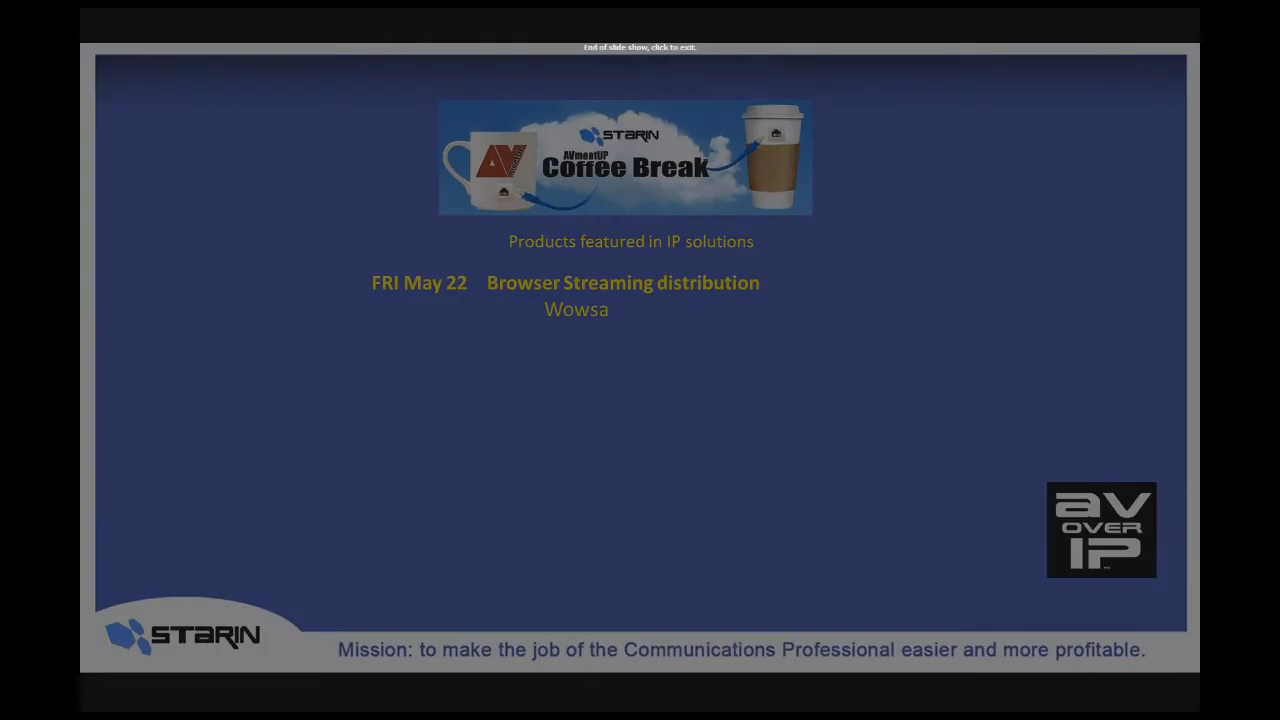 End of slide show, click to exit.
STARIN
AVmeetUP
Coffee Break
AV
Products featured in IP solutions
FRI May 22 Browser Streaming distribution
Wowsa
av
OVER
IP
STARIN
Mission: to make the job of the Communications Professional easier and more profitable.